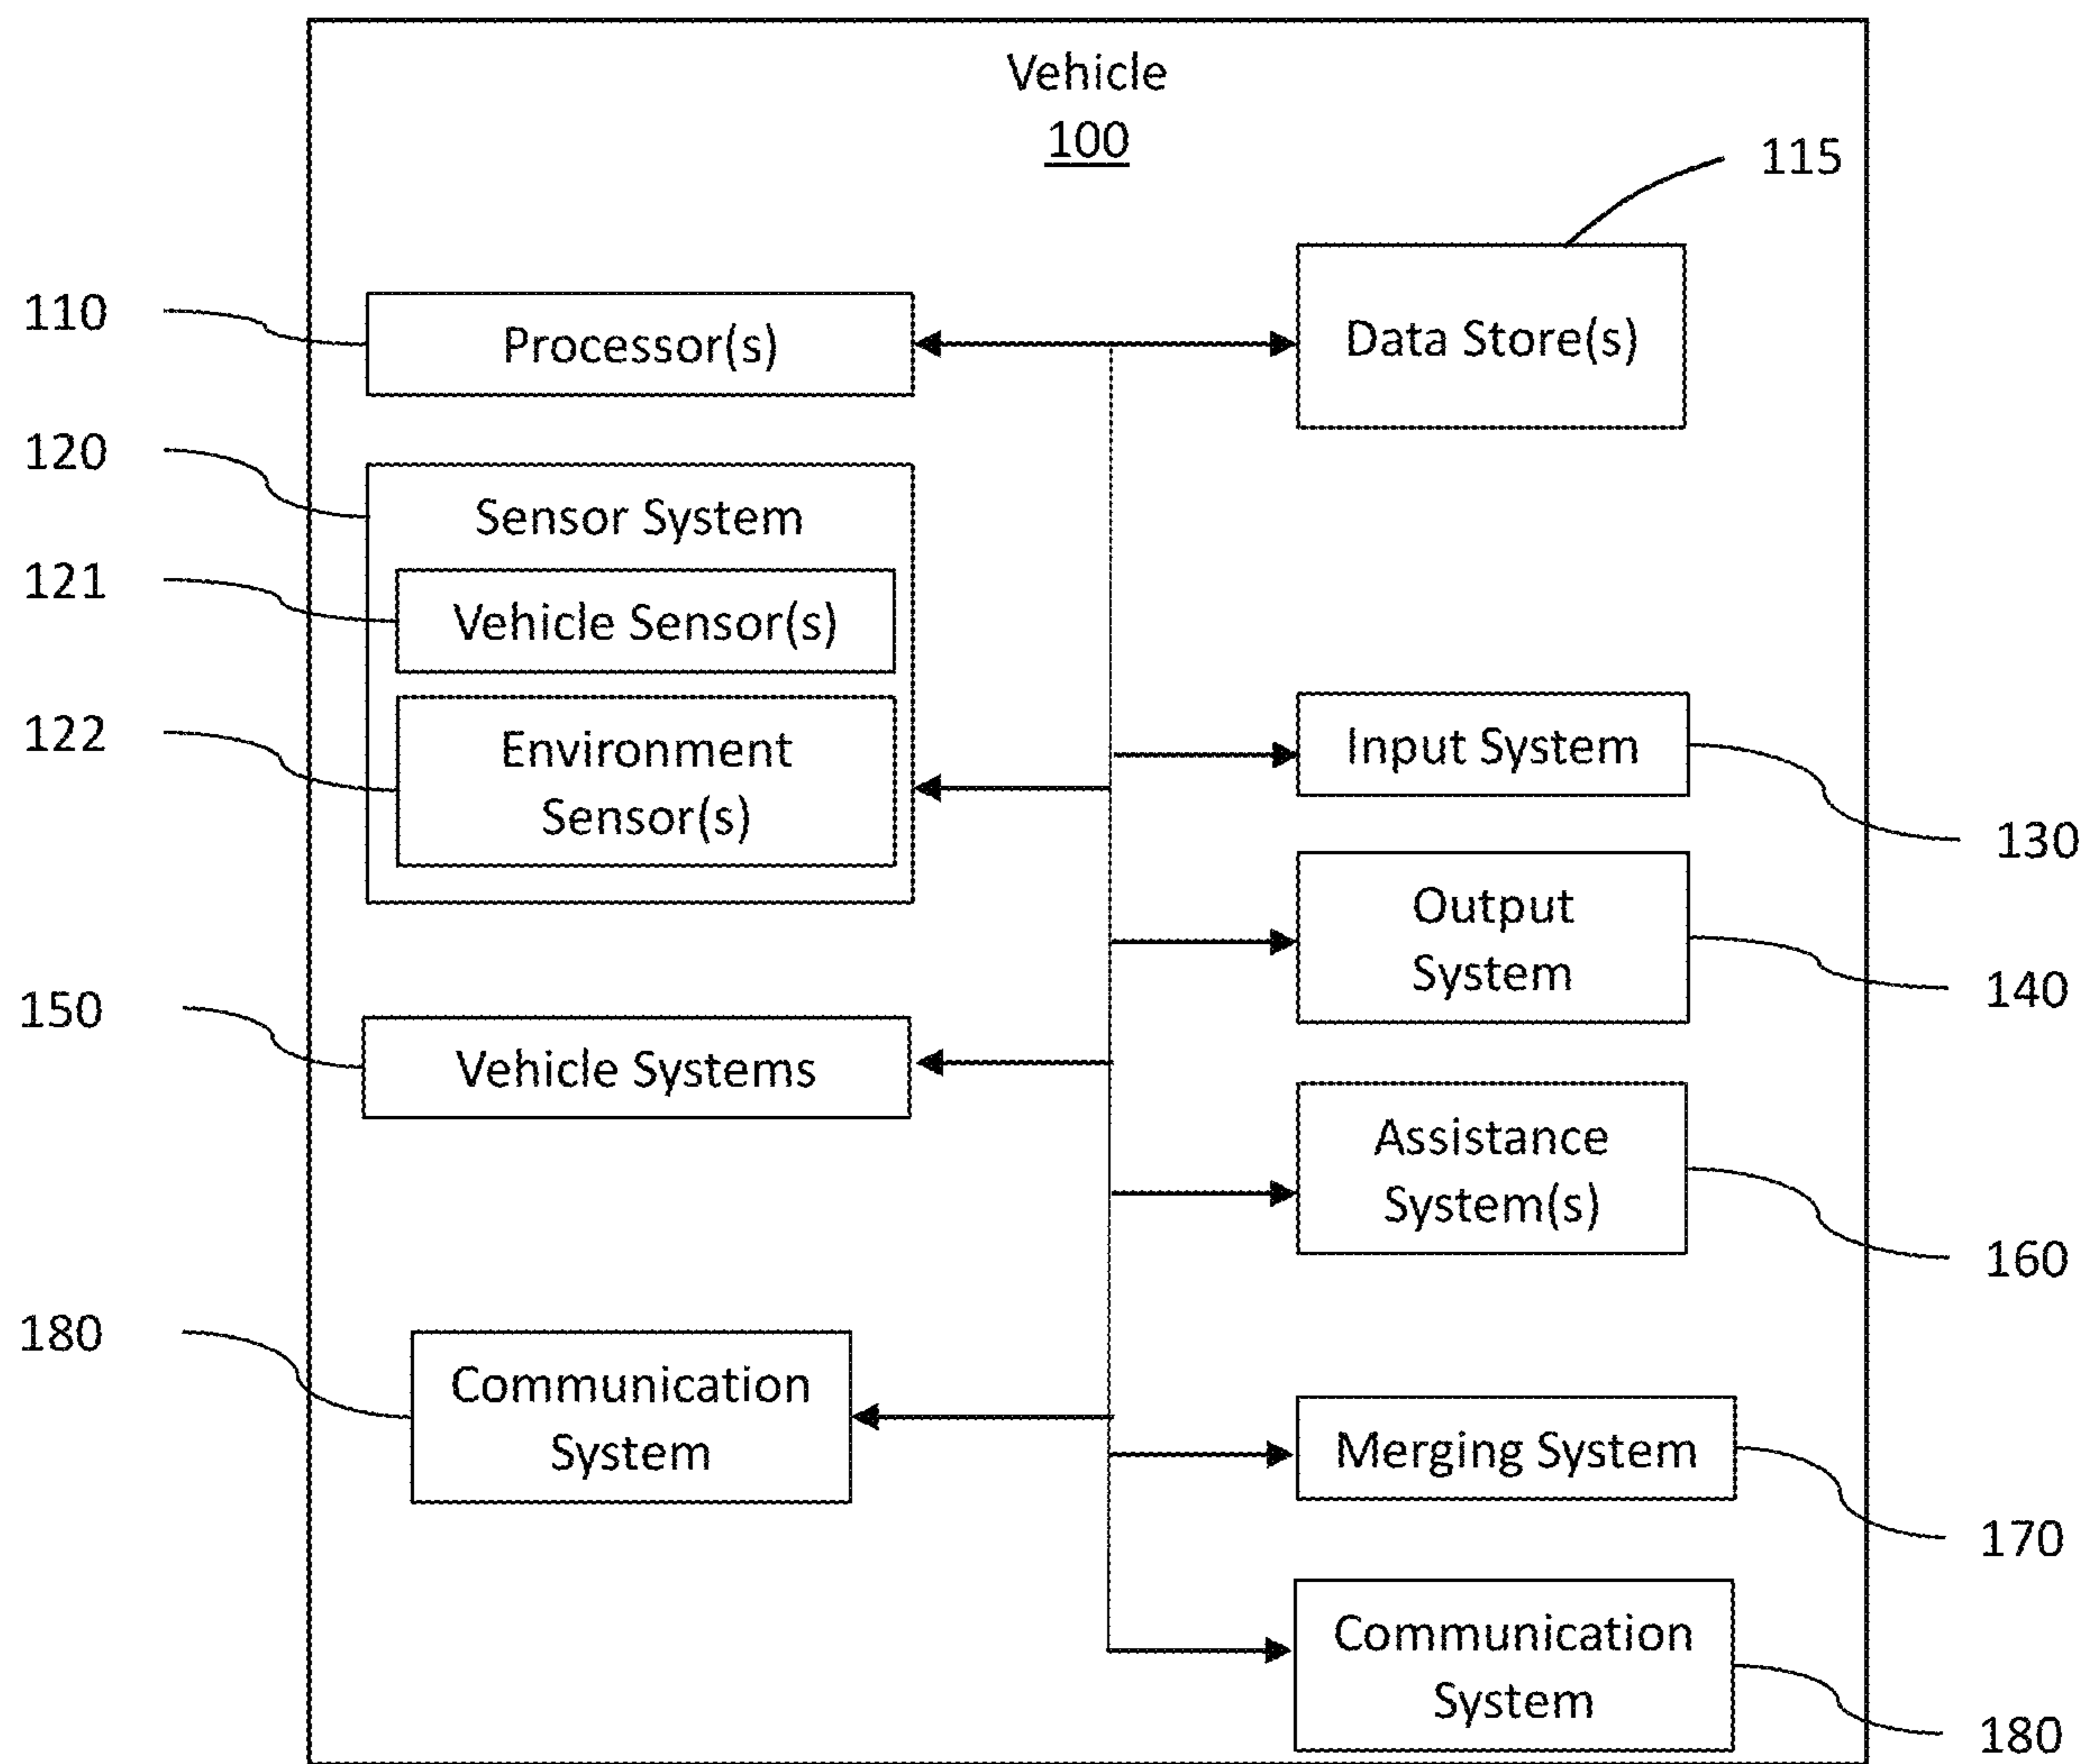 Vehicle
100
115
110
Processor(s)
Data Store(s)
120
Sensor System
121
Vehicle Sensor(s)
122
Environment
Sensor(s)
Input System
130
Output
System
140
150
Vehicle Systems
Assistance
System(s)
160
180
Communication
System
Merging System
170
Communication
System
180